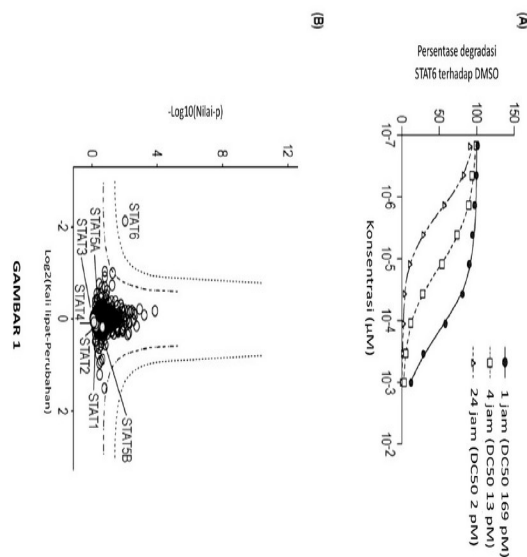 (A)
Persentase degradasi
STAT6 terhadap DMSO
150
100
50
0
10-7
10-6
10-5
10-4
10-3
10-2
Konsentrasi (µM)
1 jam (DC50 169 pM)
4 jam (DC50 13 pM)
24 jam (DC50 2 pM)
(B)
-Log10(Nilai-p)
12
8
4
0
-2
0
2
Log2(Kali lipat-Perubahan)
STAT6
STAT5A
STAT3
STAT4
STAT2
STAT1
STAT5B
GAMBAR 1